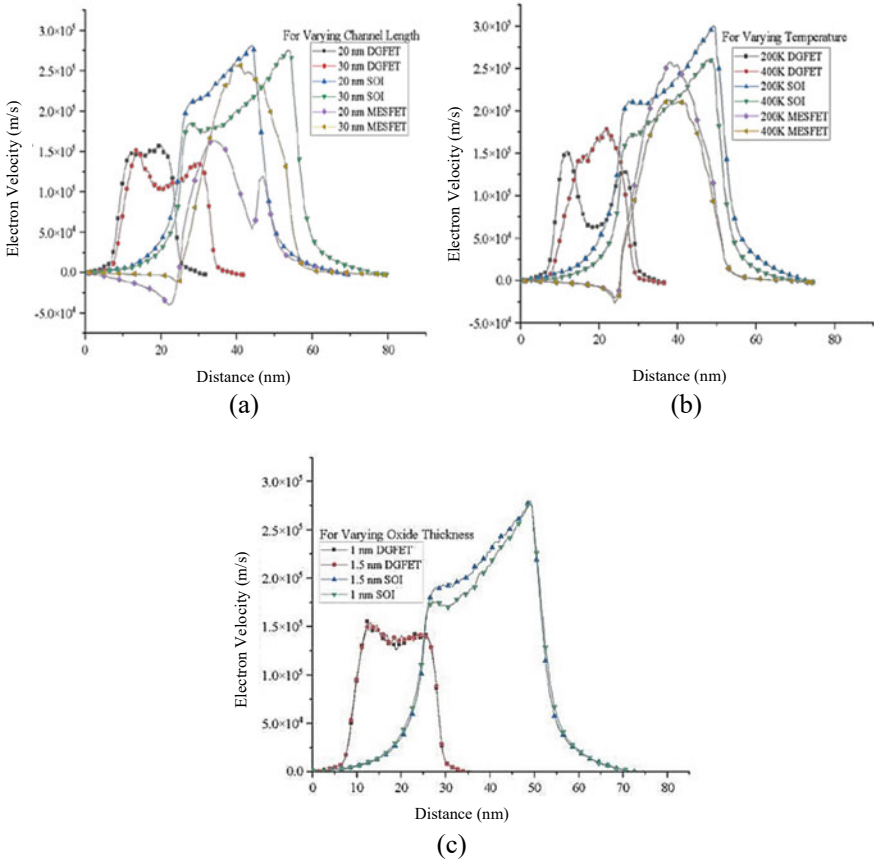 For Varying Channel Length
20 nm DGFET
30 nm DGFET
20 nm SOI
30 nm SOI
20 nm MESFET
30 nm MESFET
3.0×10⁵
2.5×10⁵
2.0×10⁵
1.5×10⁵
1.0×10⁵
5.0×10⁴
0.0
-5.0×10⁴
Electron Velocity (m/s)
0 20 40 60 80
Distance (nm)
(a)
For Varying Temperature
200K DGFET
400K DGFET
200K SOI
400K SOI
200K MESFET
400K MESFET
3.0×10⁵
2.5×10⁵
2.0×10⁵
1.5×10⁵
1.0×10⁵
5.0×10⁴
0.0
-5.0×10⁴
Electron Velocity (m/s)
0 20 40 60 80
Distance (nm)
(b)
For Varying Oxide Thickness
1 nm DGFET
1.5 nm DGFET
1.5 nm SOI
1 nm SOI
3.0×10⁵
2.5×10⁵
2.0×10⁵
1.5×10⁵
1.0×10⁵
5.0×10⁴
0.0
Electron Velocity (m/s)
0 10 20 30 40 50 60 70 80
Distance (nm)
(c)